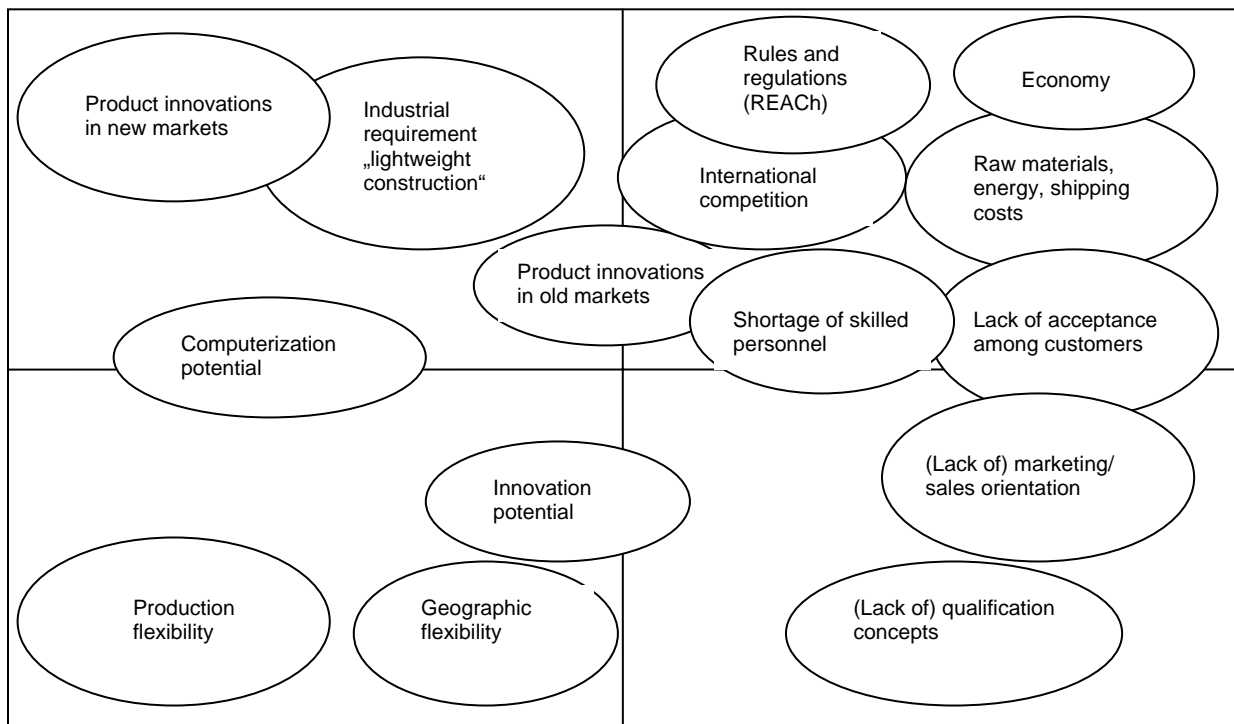 Product innovations
in new markets
Industrial
requirement
„lightweight
construction“
Rules and
regulations
(REACh)
Economy
International
competition
Raw materials,
energy, shipping
costs
Product innovations
in old markets
Shortage of skilled
personnel
Lack of acceptance
among customers
Computerization
potential
(Lack of) marketing/
sales orientation
Innovation
potential
Production
flexibility
Geographic
flexibility
(Lack of) qualification
concepts